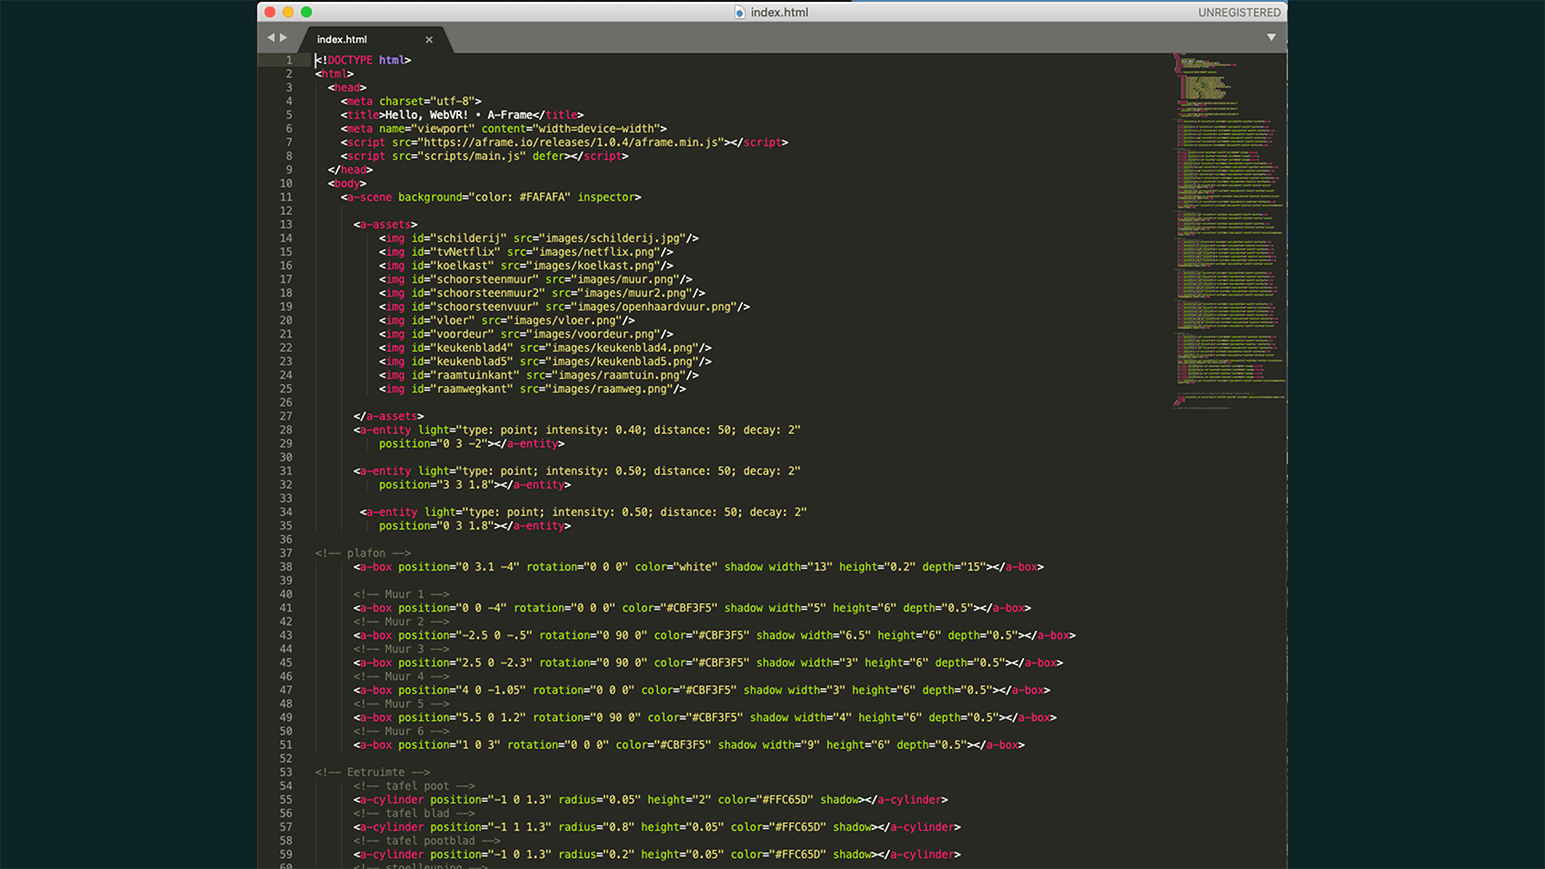 index.html
UNREGISTERED
index.html
1 <!DOCTYPE html>
2 <html>
3 <head>
4 <meta charset="utf-8">
5 <title>Hello, WebVR! • A-Frame</title>
6 <meta name="viewport" content="width=device-width">
7 <script src="https://aframe.io/releases/1.0.4/aframe.min.js"></script>
8 <script src="scripts/main.js" defer></script>
9 </head>
10 <body>
11 <a-scene background="color: #FAFAFA" inspector>
12
13 <a-assets>
14 <img id="schilderij" src="images/schilderij.jpg"/>
15 <img id="tvNetflix" src="images/netflix.png"/>
16 <img id="koelkast" src="images/koelkast.png"/>
17 <img id="schoorsteenmuur" src="images/muur.png"/>
18 <img id="schoorsteenmuur2" src="images/muur2.png"/>
19 <img id="schoorsteenvuur" src="images/openhaardvuur.png"/>
20 <img id="vloer" src="images/vloer.png"/>
21 <img id="voordeur" src="images/voordeur.png"/>
22 <img id="keukenblad4" src="images/keukenblad4.png"/>
23 <img id="keukenblad5" src="images/keukenblad5.png"/>
24 <img id="raamtuinkant" src="images/raamtuin.png"/>
25 <img id="raamwegkant" src="images/raamweg.png"/>
26
27 </a-assets>
28 <a-entity light="type: point; intensity: 0.40; distance: 50; decay: 2"
29 position="0 3 -2"></a-entity>
30
31 <a-entity light="type: point; intensity: 0.50; distance: 50; decay: 2"
32 position="3 3 1.8"></a-entity>
33
34 <a-entity light="type: point; intensity: 0.50; distance: 50; decay: 2"
35 position="0 3 1.8"></a-entity>
36
37 <!-- plafon -->
38 <a-box position="0 3.1 -4" rotation="0 0 0" color="white" shadow width="13" height="0.2" depth="15"></a-box>
39
40 <!-- Muur 1 -->
41 <a-box position="0 0 -4" rotation="0 0 0" color="#CBF3F5" shadow width="5" height="6" depth="0.5"></a-box>
42 <!-- Muur 2 -->
43 <a-box position="-2.5 0 -.5" rotation="0 90 0" color="#CBF3F5" shadow width="6.5" height="6" depth="0.5"></a-box>
44 <!-- Muur 3 -->
45 <a-box position="2.5 0 -2.3" rotation="0 90 0" color="#CBF3F5" shadow width="3" height="6" depth="0.5"></a-box>
46 <!-- Muur 4 -->
47 <a-box position="4 0 -1.05" rotation="0 0 0" color="#CBF3F5" shadow width="3" height="6" depth="0.5"></a-box>
48 <!-- Muur 5 -->
49 <a-box position="5.5 0 1.2" rotation="0 90 0" color="#CBF3F5" shadow width="4" height="6" depth="0.5"></a-box>
50 <!-- Muur 6 -->
51 <a-box position="1 0 3" rotation="0 0 0" color="#CBF3F5" shadow width="9" height="6" depth="0.5"></a-box>
52
53 <!-- Eetruimte -->
54 <!-- tafel poot -->
55 <a-cylinder position="-1 0 1.3" radius="0.05" height="2" color="#FFC65D" shadow></a-cylinder>
56 <!-- tafel blad -->
57 <a-cylinder position="-1 1 1.3" radius="0.8" height="0.05" color="#FFC65D" shadow></a-cylinder>
58 <!-- tafel pootblad -->
59 <a-cylinder position="-1 0 1.3" radius="0.2" height="0.05" color="#FFC65D" shadow></a-cylinder>
60 <!-- stoelleuning -->